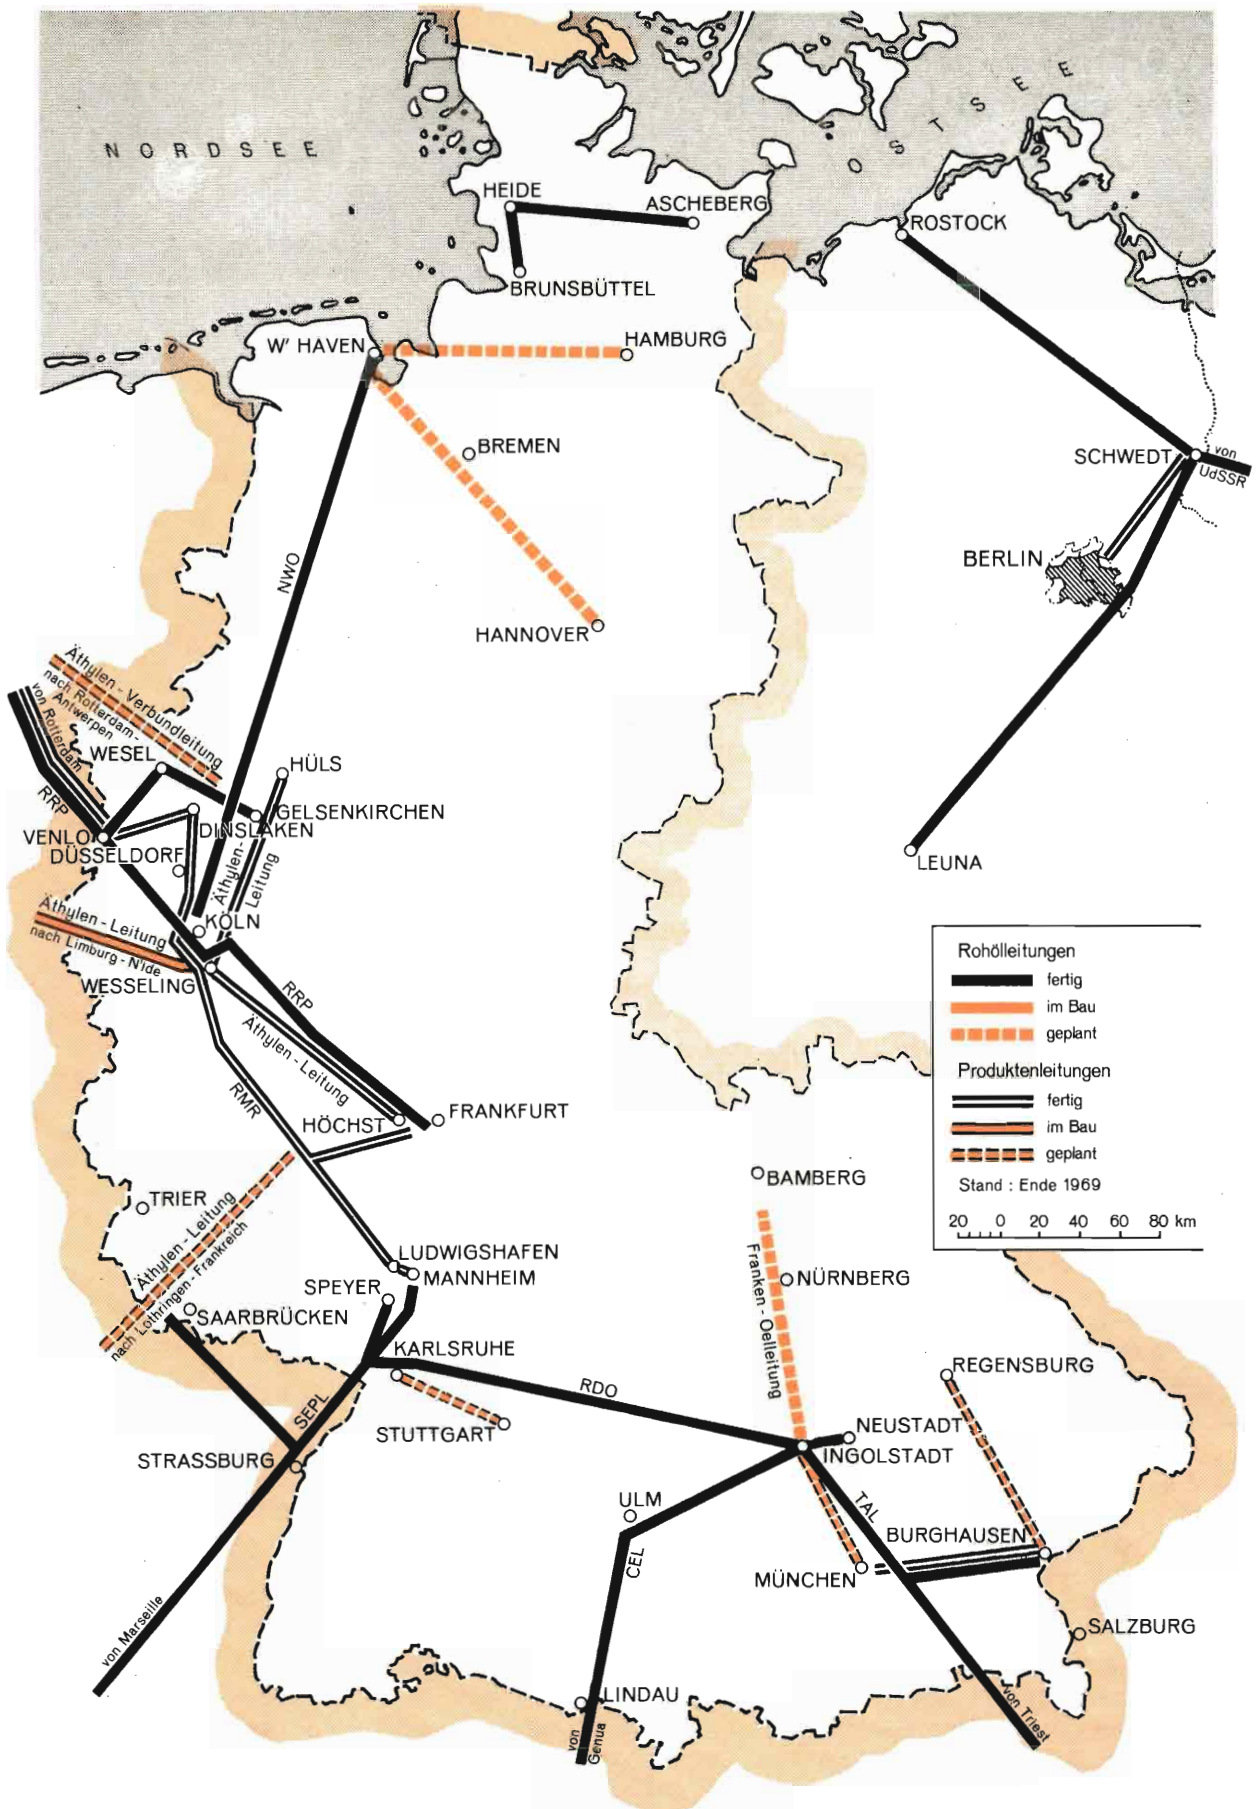 NORDSEE
OSTSEE
HEIDE
ASCHEBERG
ROSTOCK
BRUNSBÜTTEL
W' HAVEN
HAMBURG
BREMEN
SCHWEDT
von
UdSSR
BERLIN
NWO
HANNOVER
Äthylen - Verbundleitung
nach Rotterdam -
Antwerpen
von Rotterdam
WESEL
HÜLS
RRP
GELSENKIRCHEN
VENLO
DINSLAKEN
DÜSSELDORF
Äthylen-
Leitung
LEUNA
Äthylen - Leitung
nach Limburg - N'lde
KÖLN
WESSELING
RRP
Äthylen - Leitung
RMR
HÖCHST
FRANKFURT
Rohölleitungen
fertig
im Bau
geplant
Produktenleitungen
fertig
im Bau
geplant
Stand : Ende 1969
20 0 20 40 60 80 km
TRIER
BAMBERG
Äthylen - Leitung
nach Lothringen - Frankreich
LUDWIGSHAFEN
MANNHEIM
SPEYER
SAARBRÜCKEN
Franken - Oelleitung
NÜRNBERG
KARLSRUHE
REGENSBURG
RDO
SEPL
STUTTGART
NEUSTADT
INGOLSTADT
STRASSBURG
ULM
TAL
BURGHAUSEN
CEL
MÜNCHEN
von Marseille
SALZBURG
LINDAU
von
Genua
von Triest